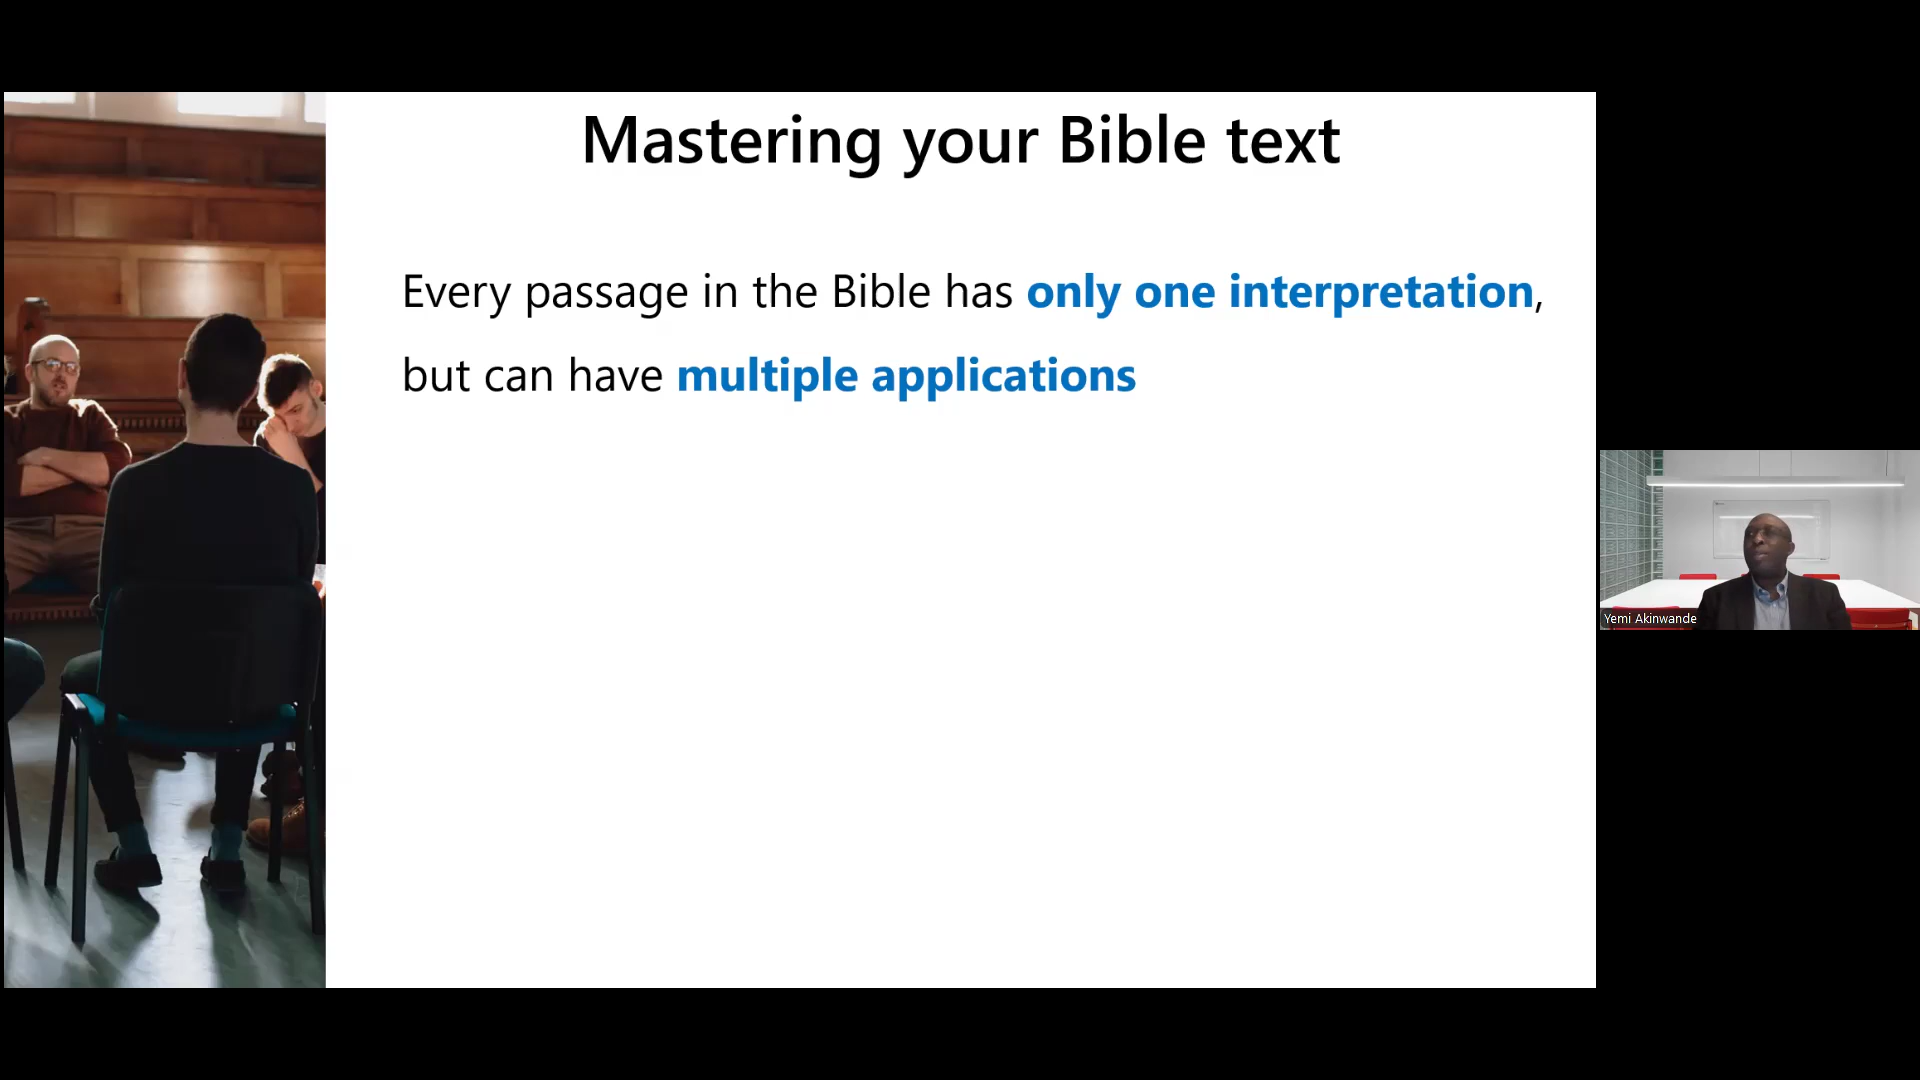 Mastering your Bible text
Every passage in the Bible has only one interpretation,
but can have multiple applications
Yemi Akinwande